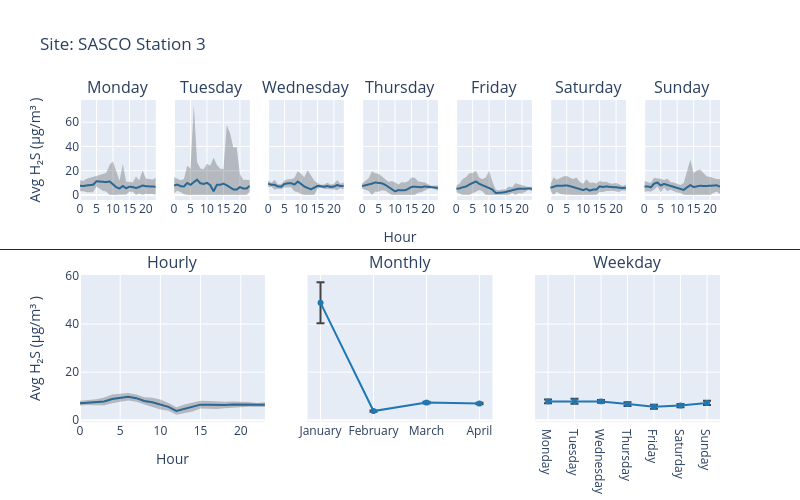 Site: SASCO Station 3
Monday Tuesday Wednesday Thursday Friday Saturday Sunday
Avg H₂S (µg/m³ )
60
40
20
0
0 5 10 15 20 0 5 10 15 20 0 5 10 15 20 0 5 10 15 20 0 5 10 15 20 0 5 10 15 20 0 5 10 15 20
Hour
Hourly Monthly Weekday
Avg H₂S (µg/m³ )
60
40
20
0
0 5 10 15 20
Hour
January February March April
Monday
Tuesday
Wednesday
Thursday
Friday
Saturday
Sunday